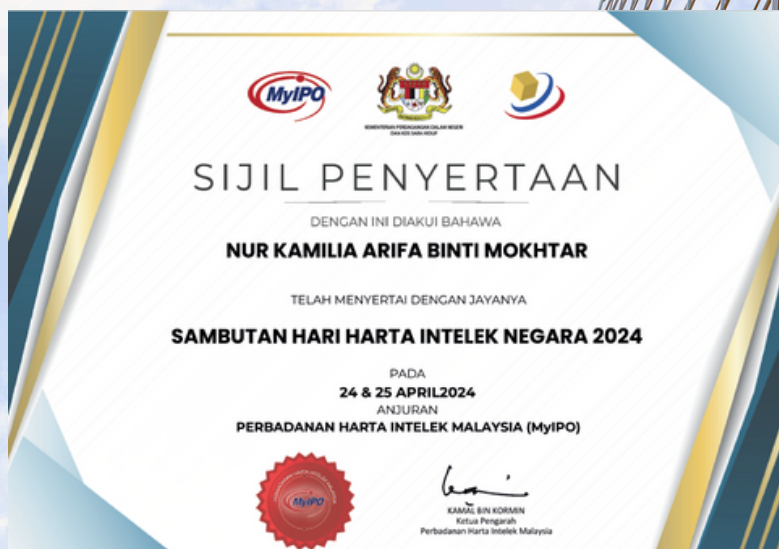 MyIPO
KEMENTERIAN PERDAGANGAN DALAM NEGERI
DAN KOS SARA HIDUP
SIJIL PENYERTAAN
DENGAN INI DIAKUI BAHAWA
NUR KAMILIA ARIFA BINTI MOKHTAR
TELAH MENYERTAI DENGAN JAYANYA
SAMBUTAN HARI HARTA INTELEK NEGARA 2024
PADA
24 & 25 APRIL2024
ANJURAN
PERBADANAN HARTA INTELEK MALAYSIA (MyIPO)
MyIPO
KAMAL BIN KORMIN
Ketua Pengarah
Perbadanan Harta Intelek Malaysia